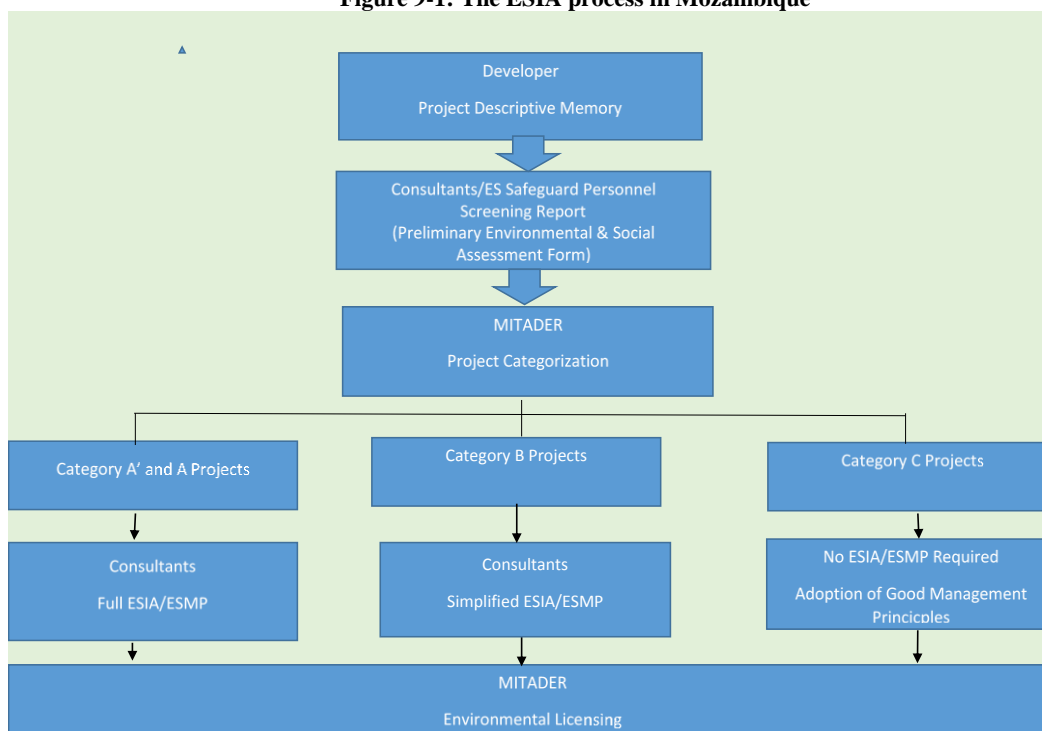 Figure 9-1: The ESIA process in Mozambique
Developer
Project Descriptive Memory
Consultants/ES Safeguard Personnel
Screening Report
(Preliminary Environmental & Social
Assessment Form)
MITADER
Project Categorization
Category A' and A Projects
Category B Projects
Category C Projects
Consultants
Full ESIA/ESMP
Consultants
Simplified ESIA/ESMP
No ESIA/ESMP Required
Adoption of Good Management
Princicples
MITADER
Environmental Licensing